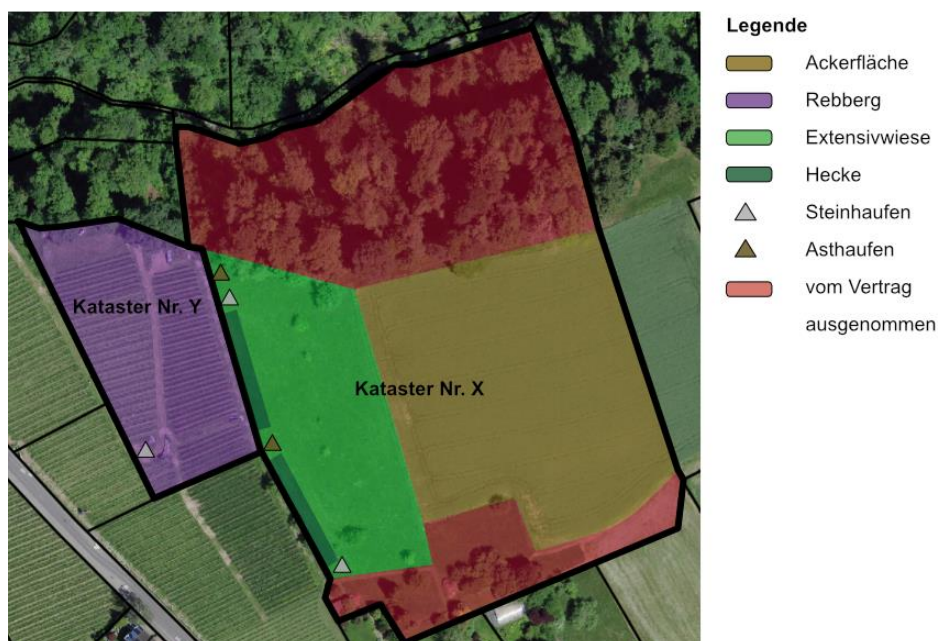 Legende
Ackerfläche
Rebberg
Extensivwiese
Hecke
Steinhaufen
Asthaufen
vom Vertrag
ausgenommen
Kataster Nr. Y
Kataster Nr. X